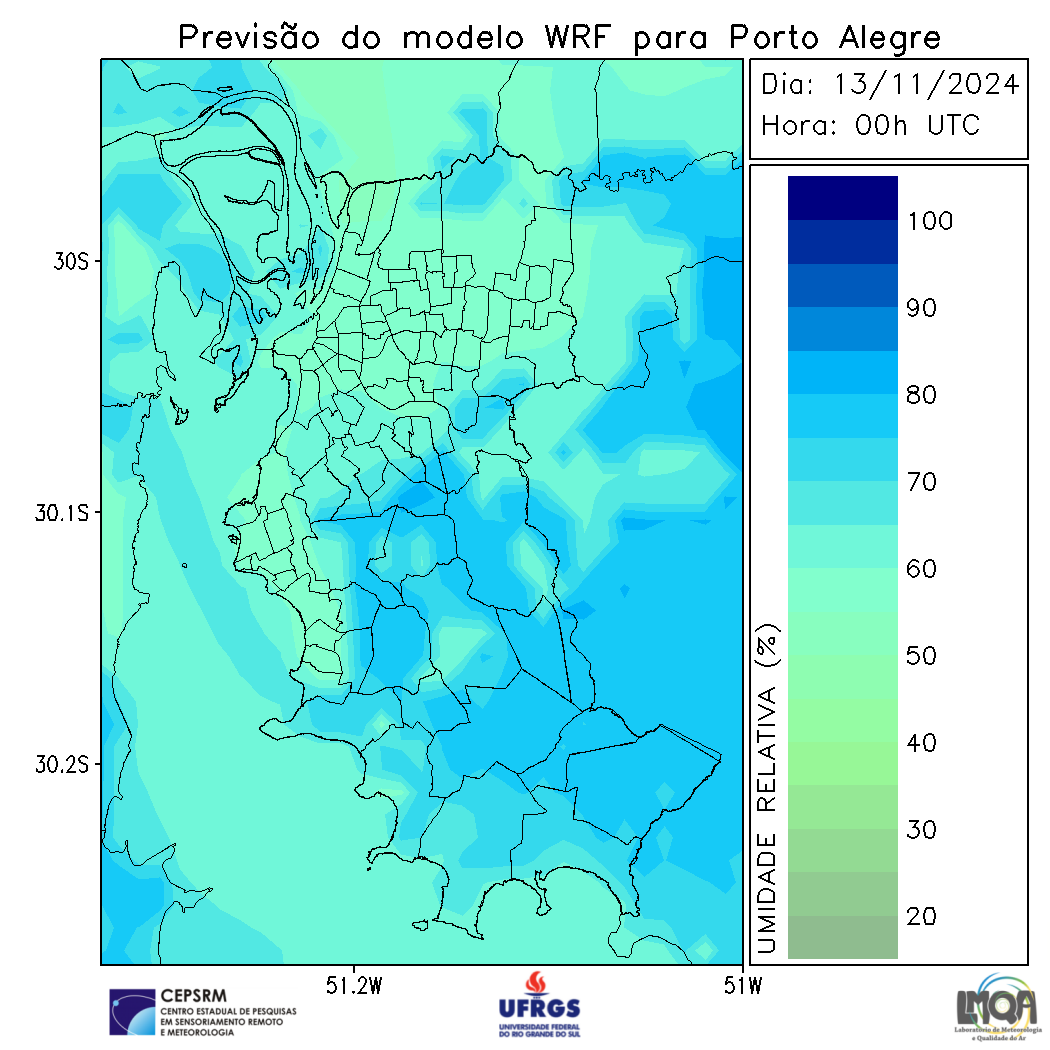 Previsão do modelo WRF para Porto Alegre
Dia: 13/11/2024
Hora: 00h UTC
30S
30.1S
30.2S
51.2W
51W
100
90
80
70
60
50
40
30
20
UMIDADE RELATIVA (%)
CEPSRM
CENTRO ESTADUAL DE PESQUISAS
EM SENSORIAMENTO REMOTO
E METEOROLOGIA
UFRGS
UNIVERSIDADE FEDERAL
DO RIO GRANDE DO SUL
LMQA
Laboratório de Meteorologia
e Qualidade do Ar